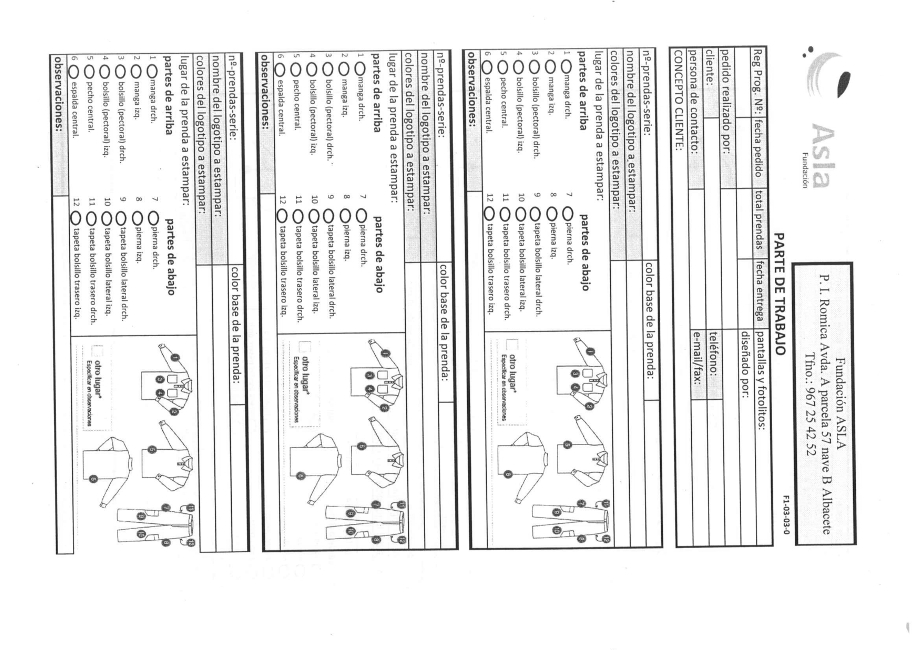 Asla
Fundación
Fundación ASLA
P. I. Romica Avda. A parcela 57 nave B Albacete
Tfno.: 967 25 42 52
F1-03-03-0
PARTE DE TRABAJO
Reg Prog. Nº: fecha pedido total prendas fecha entrega pantallas y fotolitos:
pedido realizado por: diseñado por:
cliente: teléfono:
persona de contacto: e-mail/fax:
CONCEPTO CLIENTE:
nº-prendas-serie: color base de la prenda:
nombre del logotipo a estampar:
colores del logotipo a estampar:
lugar de la prenda a estampar:
partes de arriba partes de abajo
1 manga drch. 7 pierna drch.
2 manga izq. 8 pierna izq.
3 bolsillo (pectoral) drch. 9 tapeta bolsillo lateral drch.
4 bolsillo (pectoral) izq. 10 tapeta bolsillo lateral izq.
5 pecho central. 11 tapeta bolsillo trasero drch.
6 espalda central. 12 tapeta bolsillo trasero izq.
otro lugar*
Especificar en observaciones
observaciones:
nº-prendas-serie: color base de la prenda:
nombre del logotipo a estampar:
colores del logotipo a estampar:
lugar de la prenda a estampar:
partes de arriba partes de abajo
1 manga drch. 7 pierna drch.
2 manga izq. 8 pierna izq.
3 bolsillo (pectoral) drch. 9 tapeta bolsillo lateral drch.
4 bolsillo (pectoral) izq. 10 tapeta bolsillo lateral izq.
5 pecho central. 11 tapeta bolsillo trasero drch.
6 espalda central. 12 tapeta bolsillo trasero izq.
otro lugar*
Especificar en observaciones
observaciones:
nº-prendas-serie: color base de la prenda:
nombre del logotipo a estampar:
colores del logotipo a estampar:
lugar de la prenda a estampar:
partes de arriba partes de abajo
1 manga drch. 7 pierna drch.
2 manga izq. 8 pierna izq.
3 bolsillo (pectoral) drch. 9 tapeta bolsillo lateral drch.
4 bolsillo (pectoral) izq. 10 tapeta bolsillo lateral izq.
5 pecho central. 11 tapeta bolsillo trasero drch.
6 espalda central. 12 tapeta bolsillo trasero izq.
otro lugar*
Especificar en observaciones
observaciones: